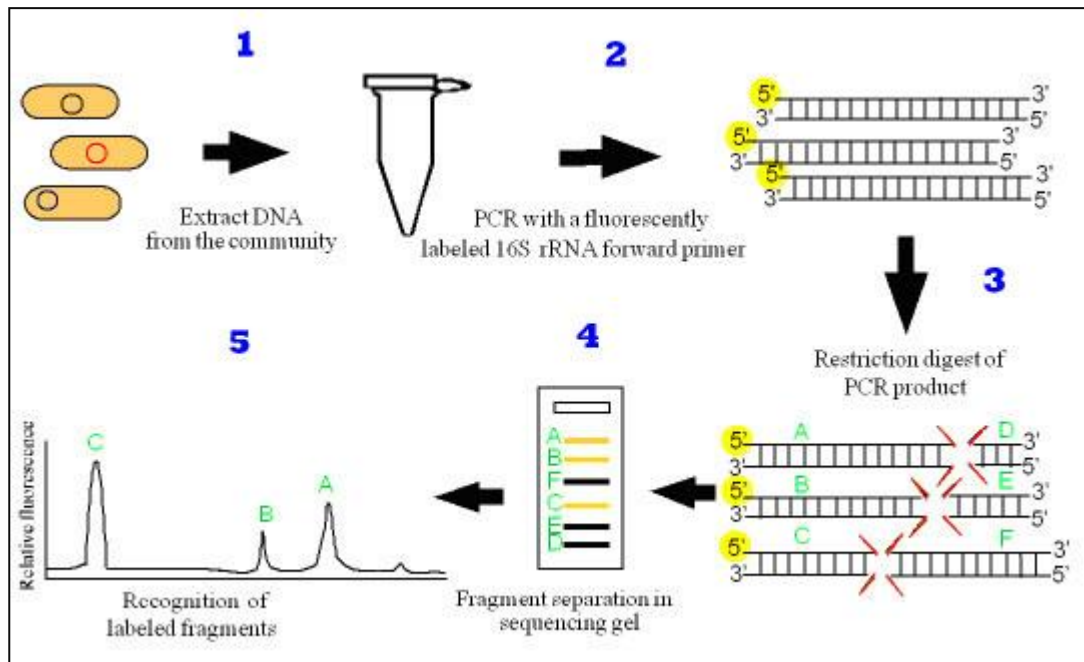 1
2
Extract DNA
from the community
PCR with a fluorescently
labeled 16S rRNA forward primer
5' 3'
3' 5'
5' 3'
3' 5'
5' 3'
3' 5'
3
Restriction digest of
PCR product
5' A D 3'
3' 5'
5' B E 3'
3' 5'
5' C F 3'
3' 5'
4
A
B
F
C
E
D
Fragment separation in
sequencing gel
5
Relative fluorescence
C
B
A
Recognition of
labeled fragments